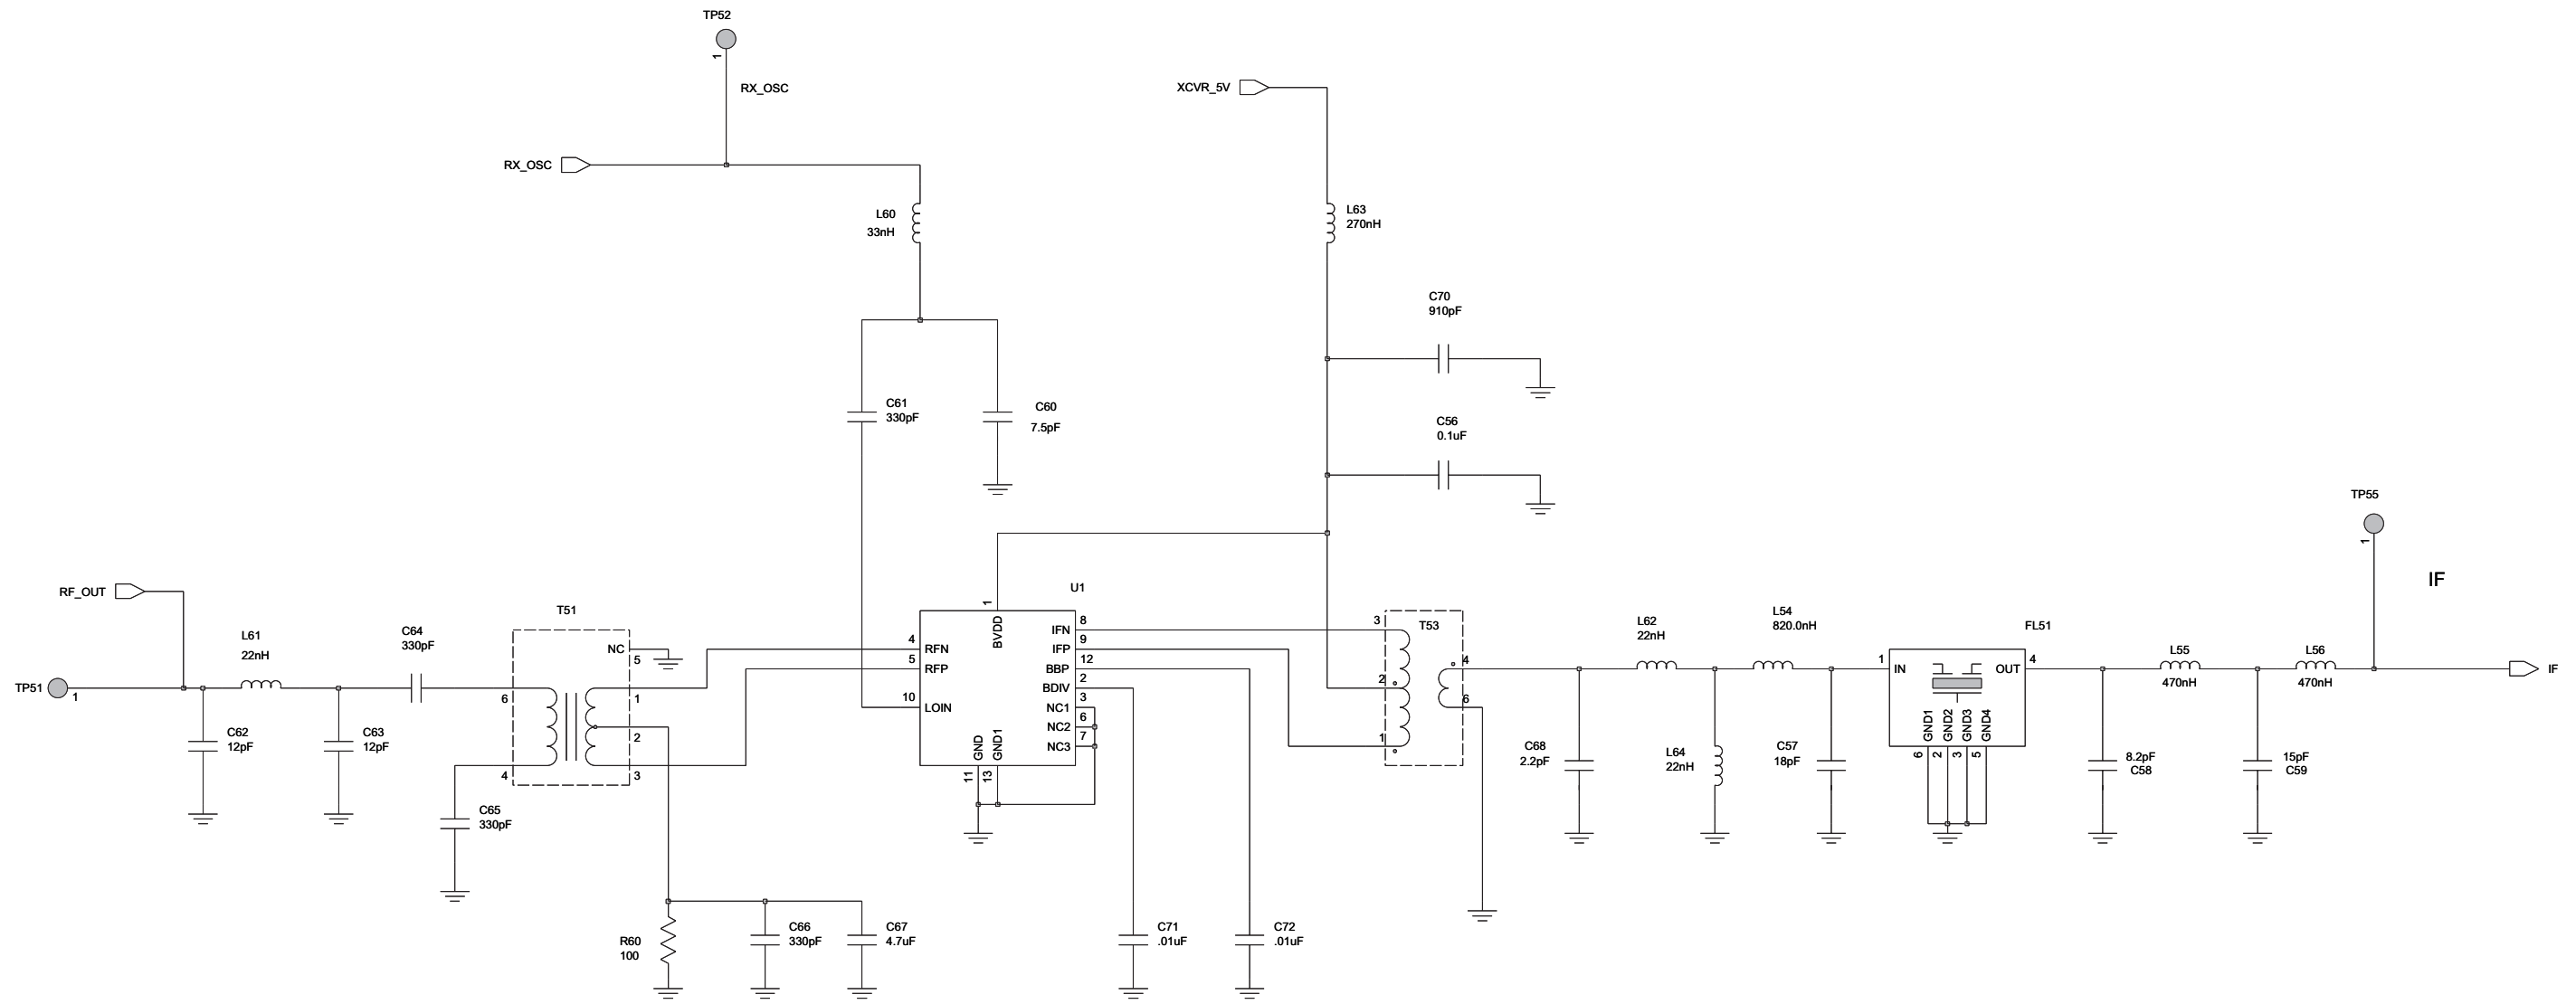 TP52
1
RX_OSC
RX_OSC
XCVR_5V
L60
33nH
L63
270nH
C70
910pF
C61
330pF
C60
7.5pF
C56
0.1uF
TP55
1
IF
RF_OUT
TP51
1
L61
22nH
C64
330pF
C62
12pF
C63
12pF
C65
330pF
T51
NC
5
6
4
1
2
3
R60
100
C66
330pF
C67
4.7uF
U1
1
BVDD
4
RFN
5
RFP
10
LOIN
IFN
8
IFP
9
BBP
12
BDIV
2
NC1
3
NC2
6
NC3
7
GND
11
GND1
13
C71
.01uF
C72
.01uF
T53
3
2
1
4
6
C68
2.2pF
L62
22nH
L64
22nH
L54
820.0nH
C57
18pF
FL51
1
IN
OUT
4
GND1
GND2
GND3
GND4
6
2
3
5
8.2pF
C58
L55
470nH
15pF
C59
L56
470nH
IF